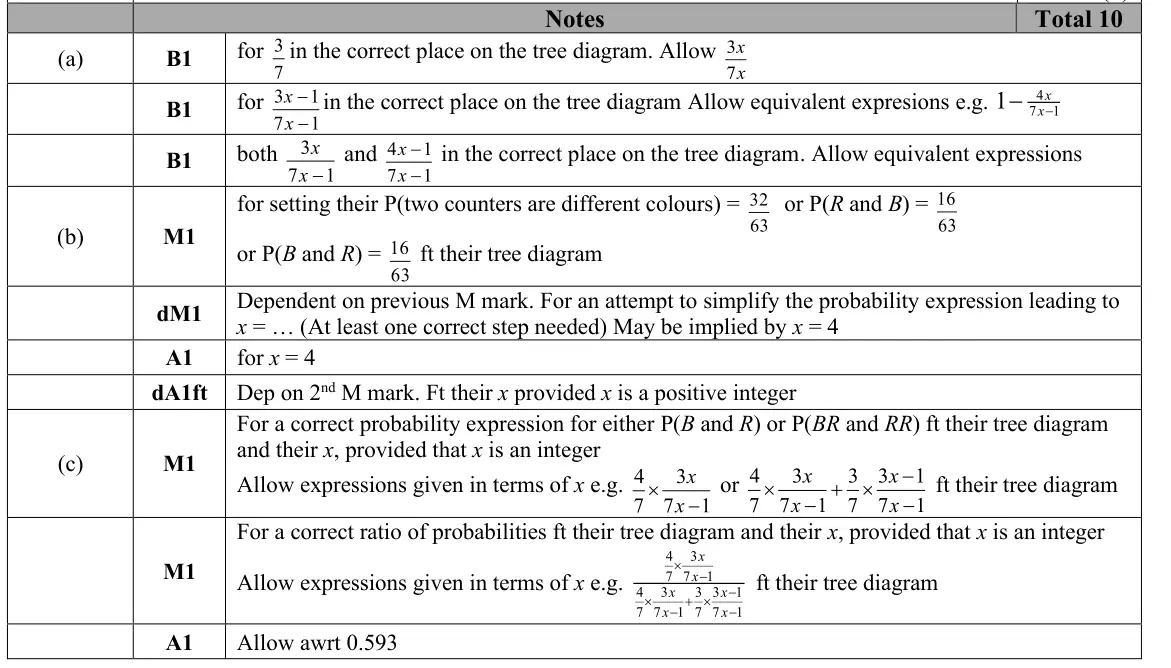 Notes Total 10
(a) B1 for 3/7 in the correct place on the tree diagram. Allow 3x/7x
B1 for (3x − 1)/(7x − 1) in the correct place on the tree diagram Allow equivalent expresions e.g. 1 − 4x/(7x−1)
B1 both 3x/(7x − 1) and (4x − 1)/(7x − 1) in the correct place on the tree diagram. Allow equivalent expressions
(b) M1 for setting their P(two counters are different colours) = 32/63 or P(R and B) = 16/63
or P(B and R) = 16/63 ft their tree diagram
dM1 Dependent on previous M mark. For an attempt to simplify the probability expression leading to
x = … (At least one correct step needed) May be implied by x = 4
A1 for x = 4
dA1ft Dep on 2nd M mark. Ft their x provided x is a positive integer
(c) M1 For a correct probability expression for either P(B and R) or P(BR and RR) ft their tree diagram
and their x, provided that x is an integer
Allow expressions given in terms of x e.g. 4/7 × 3x/(7x − 1) or 4/7 × 3x/(7x − 1) + 3/7 × (3x − 1)/(7x − 1) ft their tree diagram
M1 For a correct ratio of probabilities ft their tree diagram and their x, provided that x is an integer
Allow expressions given in terms of x e.g. (4/7 × 3x/(7x−1))/(4/7 × 3x/(7x−1) + 3/7 × (3x−1)/(7x−1)) ft their tree diagram
A1 Allow awrt 0.593